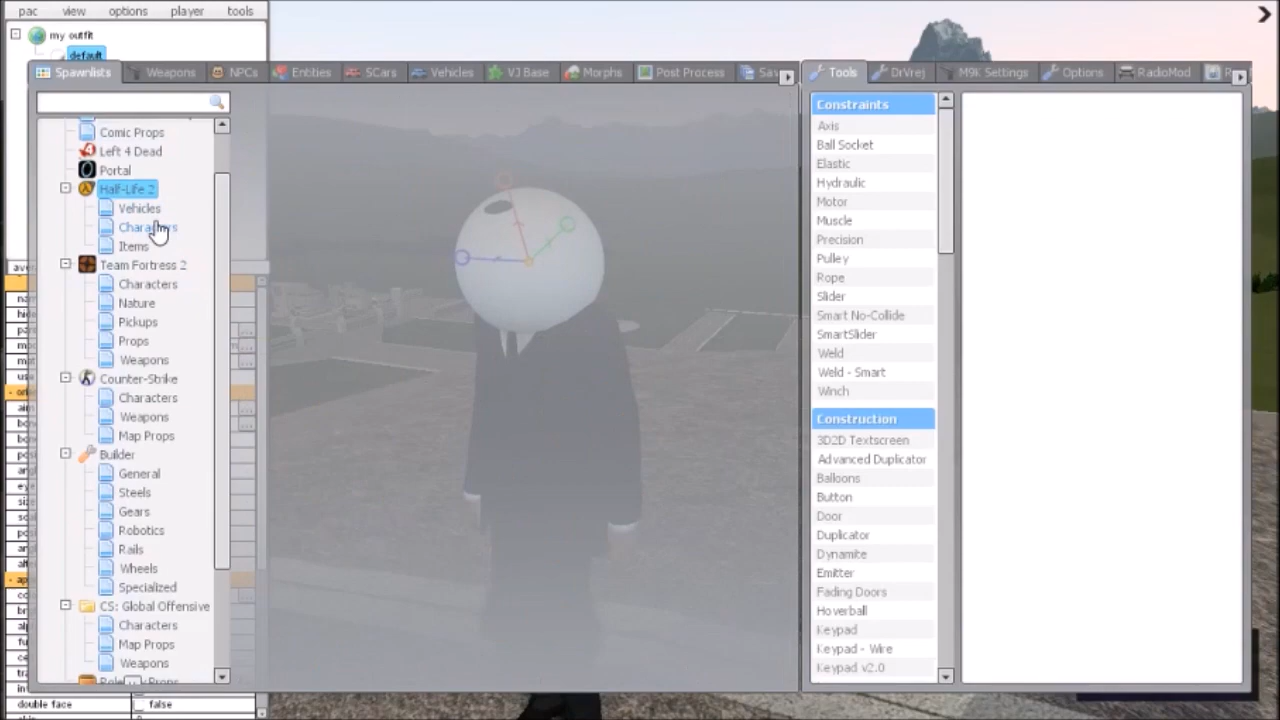 pac view options player tools
my outfit
default
Spawnlists Weapons NPCs Entities SCars Vehicles VJ Base Morphs Post Process
Tools DrVrej M9K Settings Options RadioMod
Comic Props
Left 4 Dead
Portal
Half-Life 2
Vehicles
Characters
Items
Team Fortress 2
Characters
Nature
Pickups
Props
Weapons
Counter-Strike
Characters
Weapons
Map Props
Builder
General
Steels
Gears
Robotics
Rails
Wheels
Specialized
CS: Global Offensive
Characters
Map Props
Weapons
double face false
Constraints
Axis
Ball Socket
Elastic
Hydraulic
Motor
Muscle
Precision
Pulley
Rope
Slider
Smart No-Collide
SmartSlider
Weld
Weld - Smart
Winch
Construction
3D2D Textscreen
Advanced Duplicator
Balloons
Button
Door
Duplicator
Dynamite
Emitter
Fading Doors
Hoverball
Keypad
Keypad - Wire
Keypad v2.0